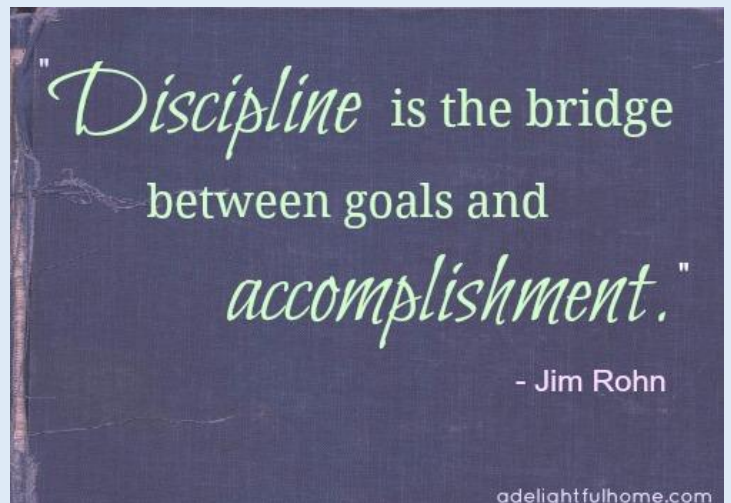 "Discipline is the bridge
between goals and
accomplishment."
- Jim Rohn
adelightfulhome.com